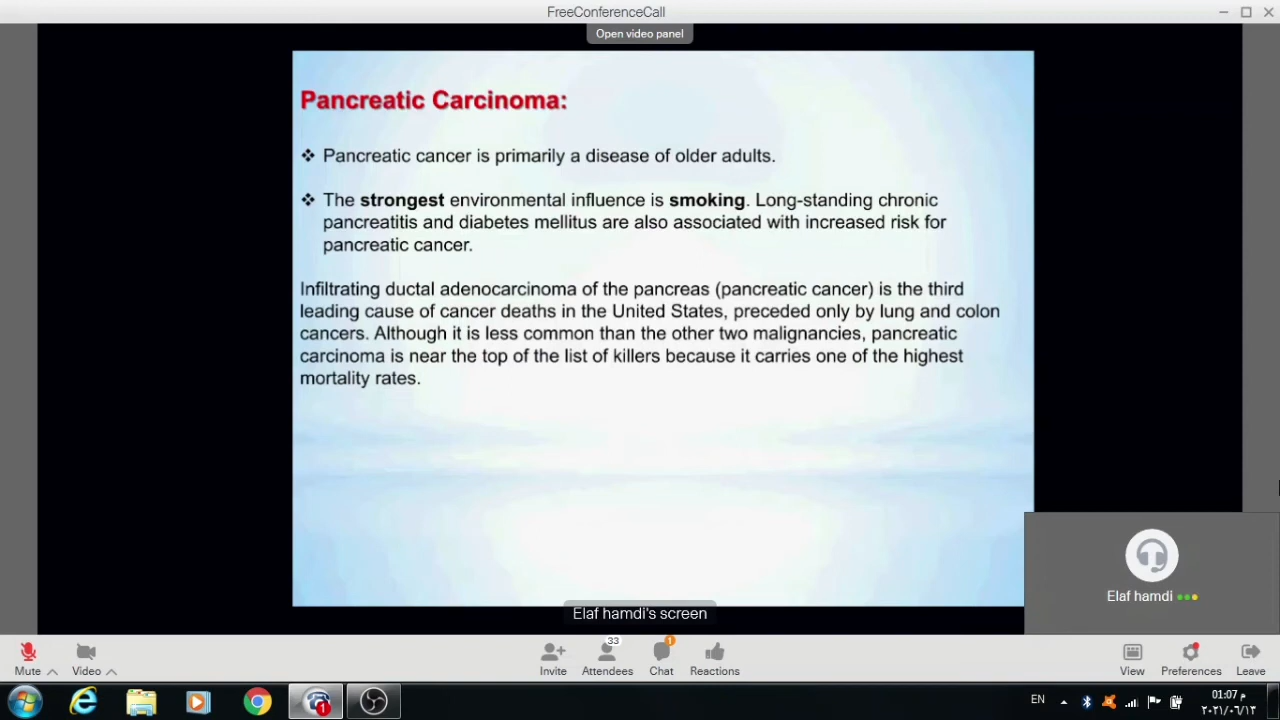 FreeConferenceCall
Open video panel
Pancreatic Carcinoma:
❖ Pancreatic cancer is primarily a disease of older adults.
❖ The strongest environmental influence is smoking. Long-standing chronic
pancreatitis and diabetes mellitus are also associated with increased risk for
pancreatic cancer.
Infiltrating ductal adenocarcinoma of the pancreas (pancreatic cancer) is the third
leading cause of cancer deaths in the United States, preceded only by lung and colon
cancers. Although it is less common than the other two malignancies, pancreatic
carcinoma is near the top of the list of killers because it carries one of the highest
mortality rates.
Elaf hamdi
Elaf hamdi's screen
33
1
Mute
Video
Invite
Attendees
Chat
Reactions
View
Preferences
Leave
1
EN
01:07 م
٢٠٢١/٠٦/١٣